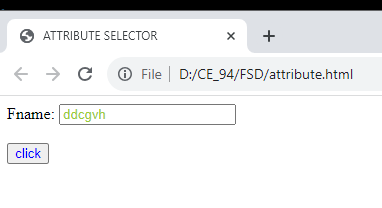 ATTRIBUTE SELECTOR
File D:/CE_94/FSD/attribute.html
Fname: ddcgvh
click